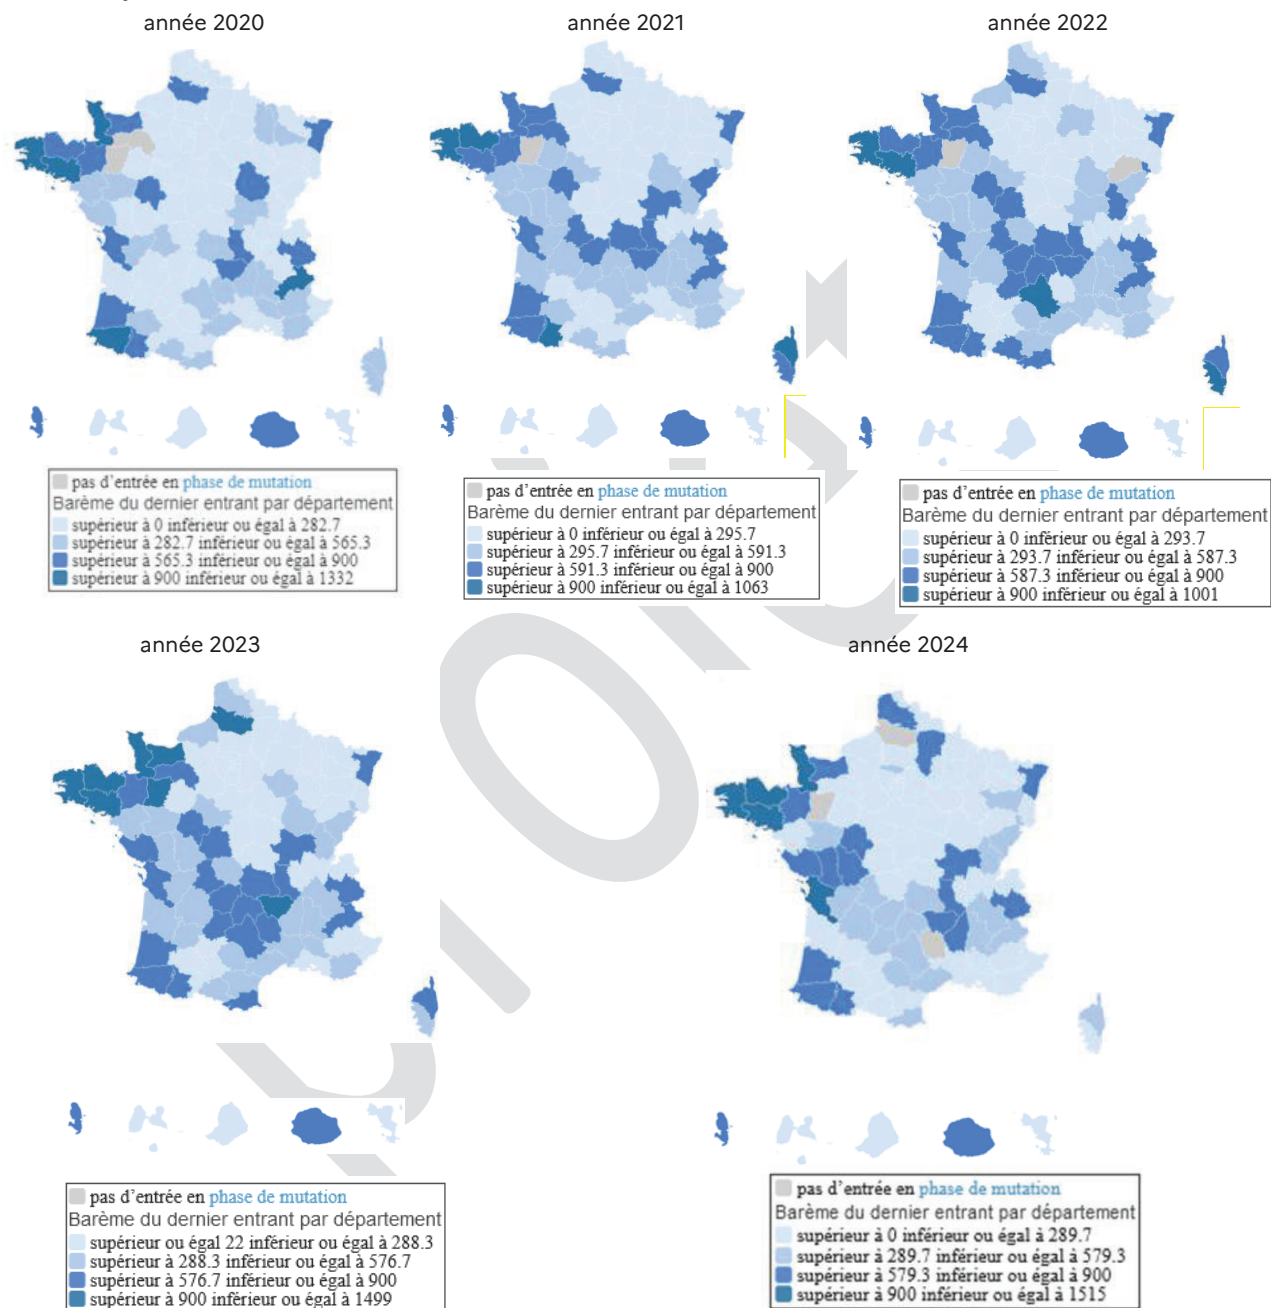 année 2020
année 2021
année 2022
pas d'entrée en phase de mutation
Barème du dernier entrant par département
supérieur à 0 inférieur ou égal à 282.7
supérieur à 282.7 inférieur ou égal à 565.3
supérieur à 565.3 inférieur ou égal à 900
supérieur à 900 inférieur ou égal à 1332
pas d'entrée en phase de mutation
Barème du dernier entrant par département
supérieur à 0 inférieur ou égal à 295.7
supérieur à 295.7 inférieur ou égal à 591.3
supérieur à 591.3 inférieur ou égal à 900
supérieur à 900 inférieur ou égal à 1063
pas d'entrée en phase de mutation
Barème du dernier entrant par département
supérieur à 0 inférieur ou égal à 293.7
supérieur à 293.7 inférieur ou égal à 587.3
supérieur à 587.3 inférieur ou égal à 900
supérieur à 900 inférieur ou égal à 1001
année 2023
année 2024
pas d'entrée en phase de mutation
Barème du dernier entrant par département
supérieur ou égal 22 inférieur ou égal à 288.3
supérieur à 288.3 inférieur ou égal à 576.7
supérieur à 576.7 inférieur ou égal à 900
supérieur à 900 inférieur ou égal à 1499
pas d'entrée en phase de mutation
Barème du dernier entrant par département
supérieur à 0 inférieur ou égal à 289.7
supérieur à 289.7 inférieur ou égal à 579.3
supérieur à 579.3 inférieur ou égal à 900
supérieur à 900 inférieur ou égal à 1515